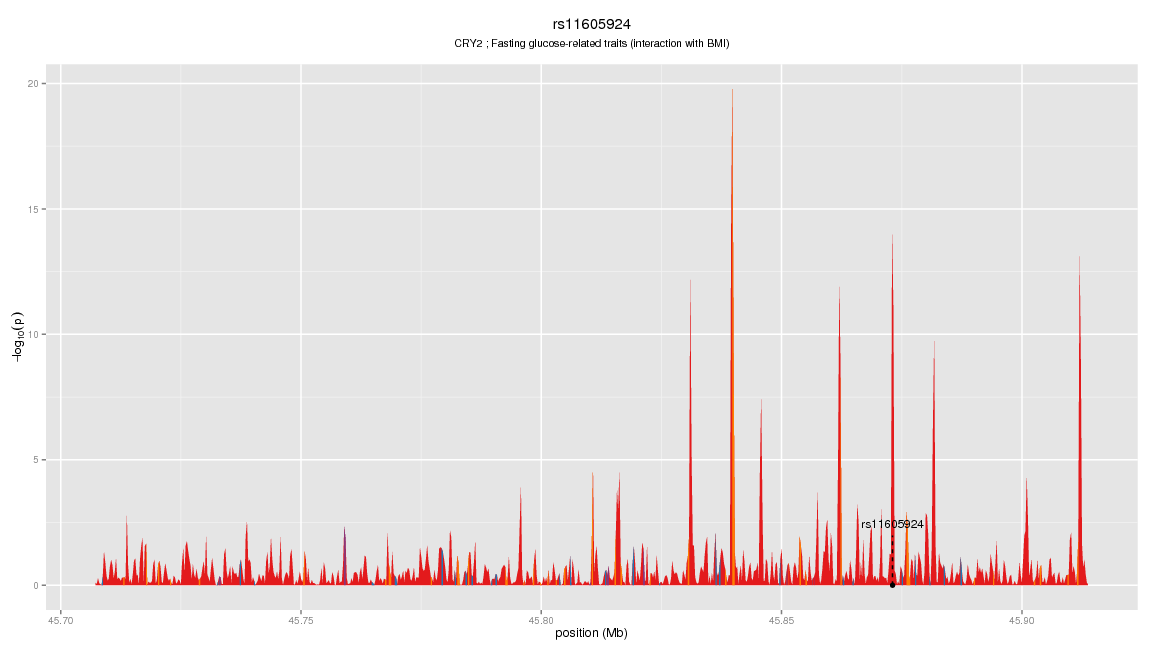 rs11605924
CRY2 ; Fasting glucose-related traits (interaction with BMI)
20
15
10
5
0
−log10(p)
rs11605924
45.70
45.75
45.80
45.85
45.90
position (Mb)